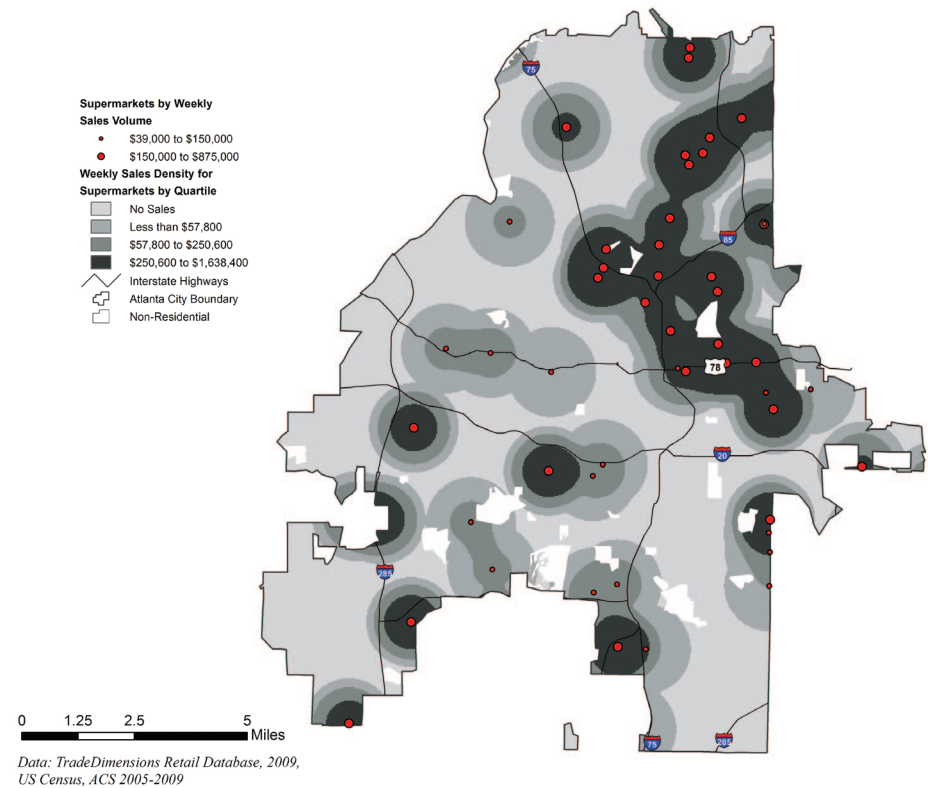 75
Supermarkets by Weekly
Sales Volume
$39,000 to $150,000
$150,000 to $875,000
Weekly Sales Density for
Supermarkets by Quartile
No Sales
Less than $57,800
$57,800 to $250,600
$250,600 to $1,638,400
Interstate Highways
Atlanta City Boundary
Non-Residential
85
78
20
285
0 1.25 2.5 5
Miles
75
285
Data: TradeDimensions Retail Database, 2009,
US Census, ACS 2005-2009